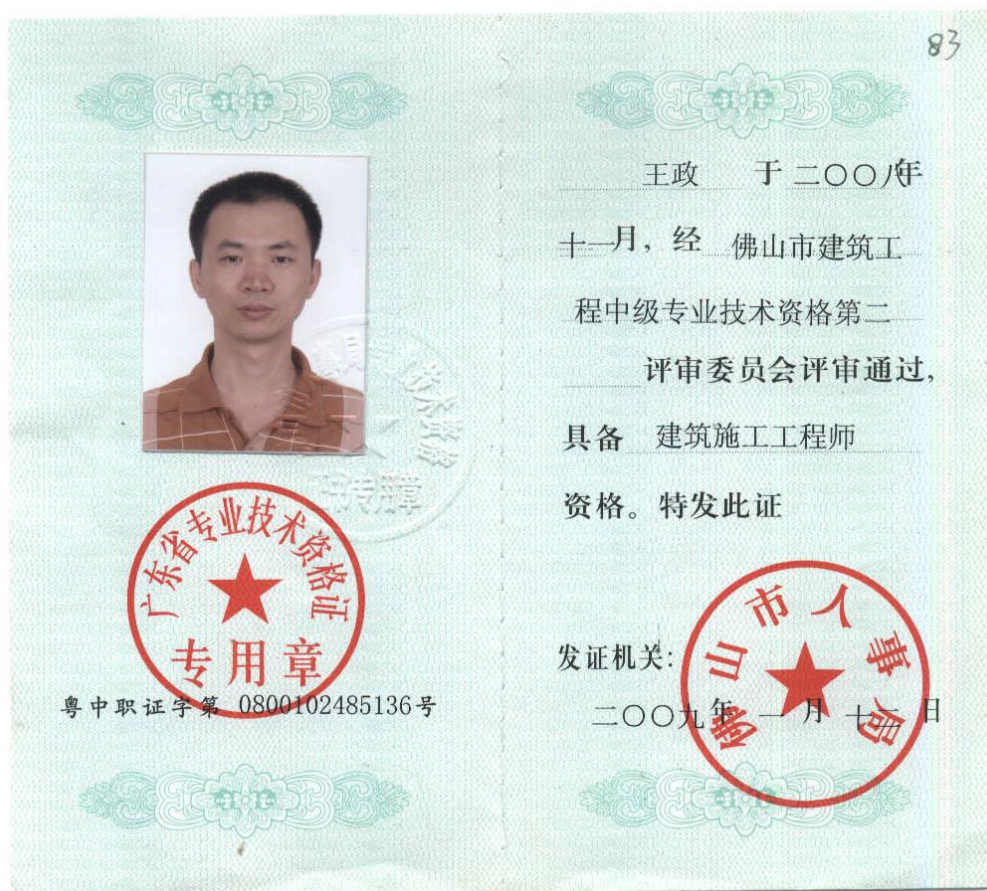 广东省专业技术资格证
专用章
粤中职证字第 0800102485136号
83
王政 于 二〇〇八年
十一月，经 佛山市建筑工
程中级专业技术资格第二
评审委员会评审通过，
具备 建筑施工工程师
资格。特发此证
发证机关：
佛山市人事局
二〇〇九年 一 月 十二 日